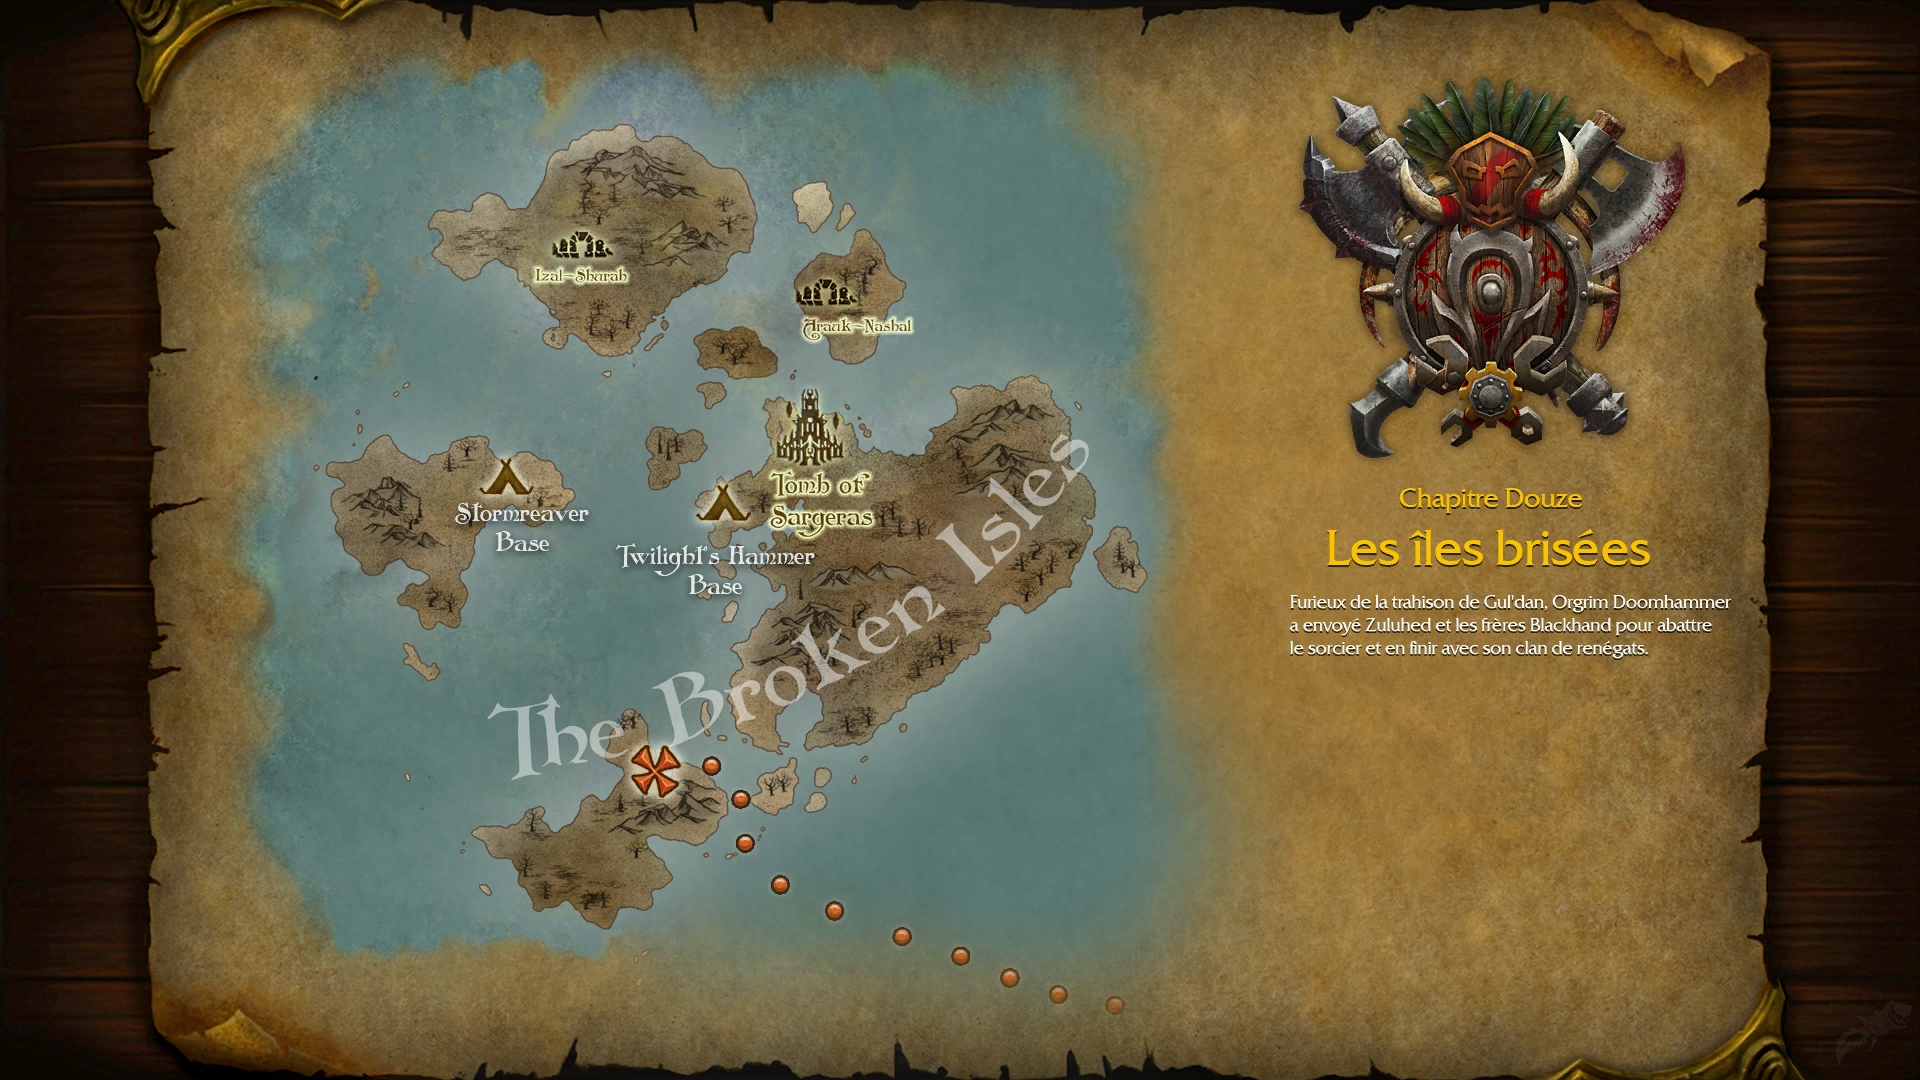 Izal-Shurah
Arauk-Nashal
Tomb of
Sargeras
Stormreaver
Base
Twilight's Hammer
Base
The Broken Isles
Chapitre Douze
Les îles brisées
Furieux de la trahison de Gul'dan, Orgrim Doomhammer
a envoyé Zuluhed et les frères Blackhand pour abattre
le sorcier et en finir avec son clan de renégats.